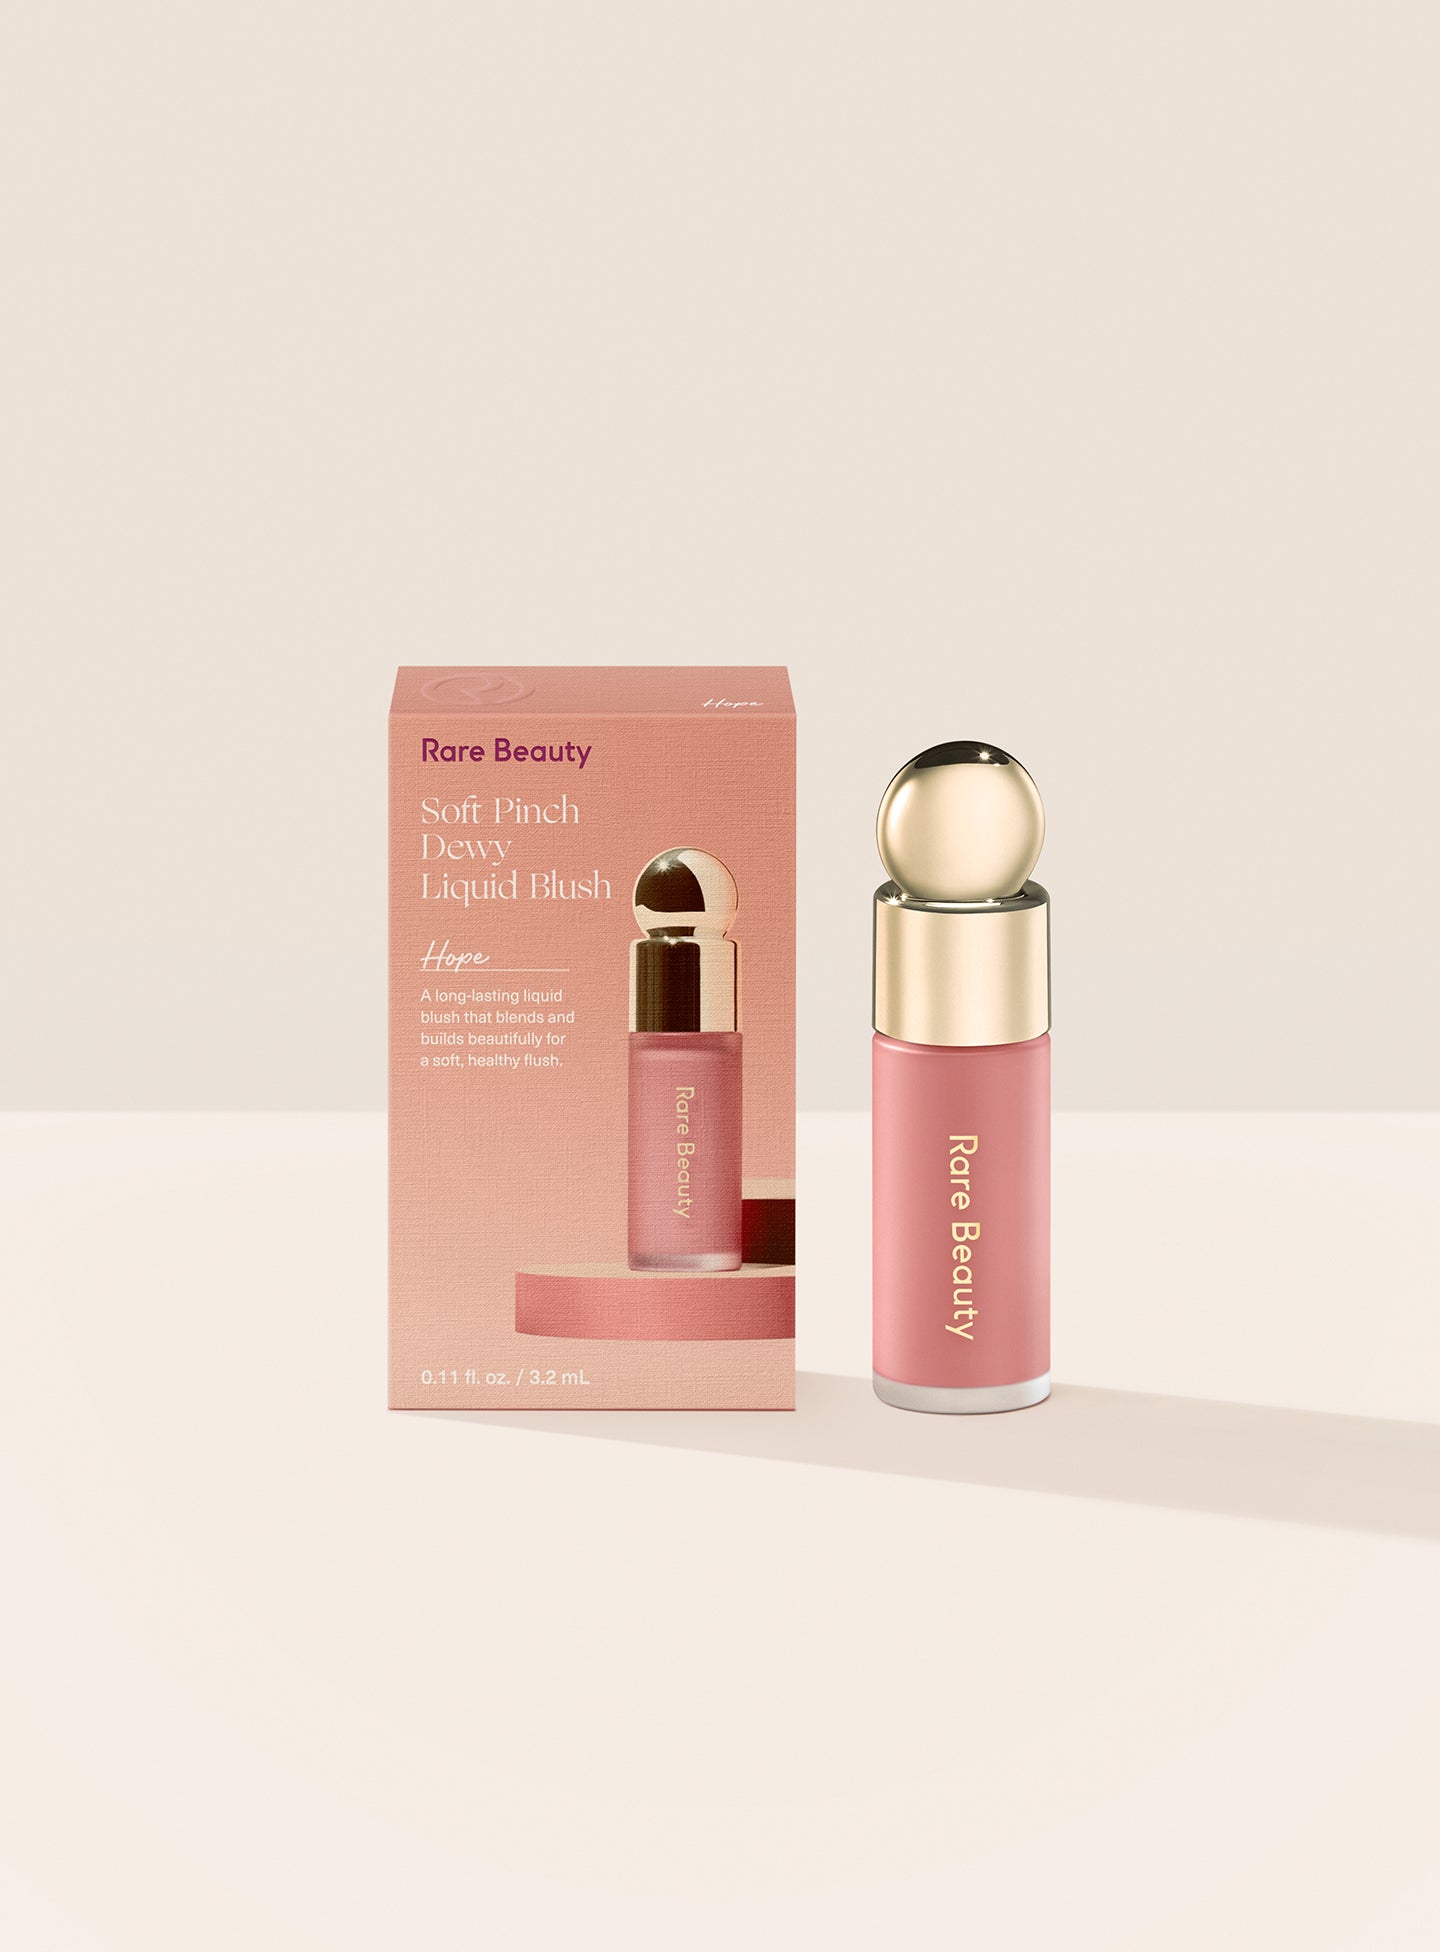 Hope
Rare Beauty
Soft Pinch
Dewy
Liquid Blush
Hope
A long-lasting liquid
blush that blends and
builds beautifully for
a soft, healthy flush.
Rare Beauty
0.11 fl. oz. / 3.2 mL
Rare Beauty